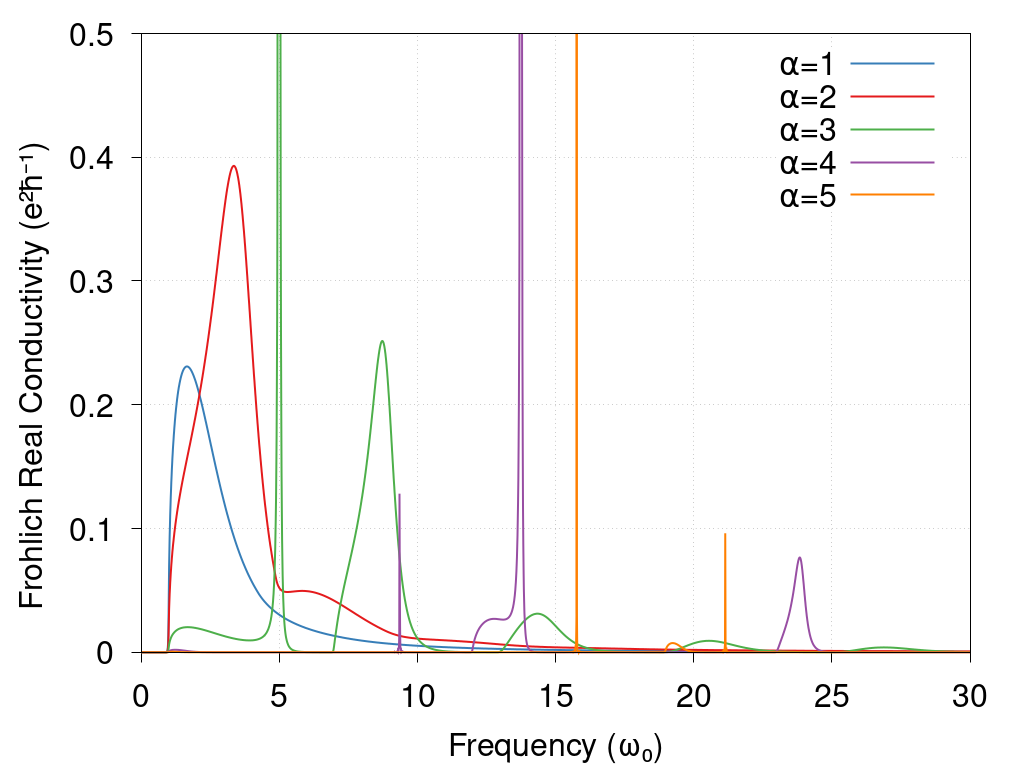 0.5
0.4
0.3
0.2
0.1
0
0 5 10 15 20 25 30
Frohlich Real Conductivity (e²ħ⁻¹)
Frequency (ω₀)
α=1
α=2
α=3
α=4
α=5